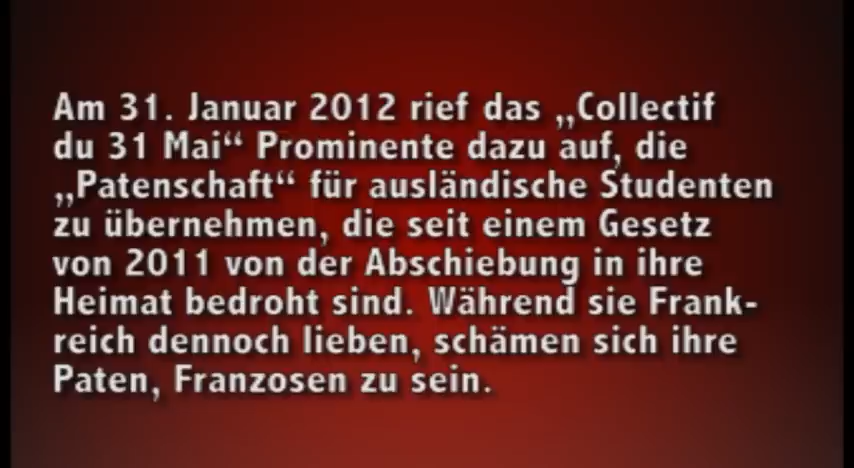 Am 31. Januar 2012 rief das „Collectif
du 31 Mai“ Prominente dazu auf, die
„Patenschaft“ für ausländische Studenten
zu übernehmen, die seit einem Gesetz
von 2011 von der Abschiebung in ihre
Heimat bedroht sind. Während sie Frank-
reich dennoch lieben, schämen sich ihre
Paten, Franzosen zu sein.